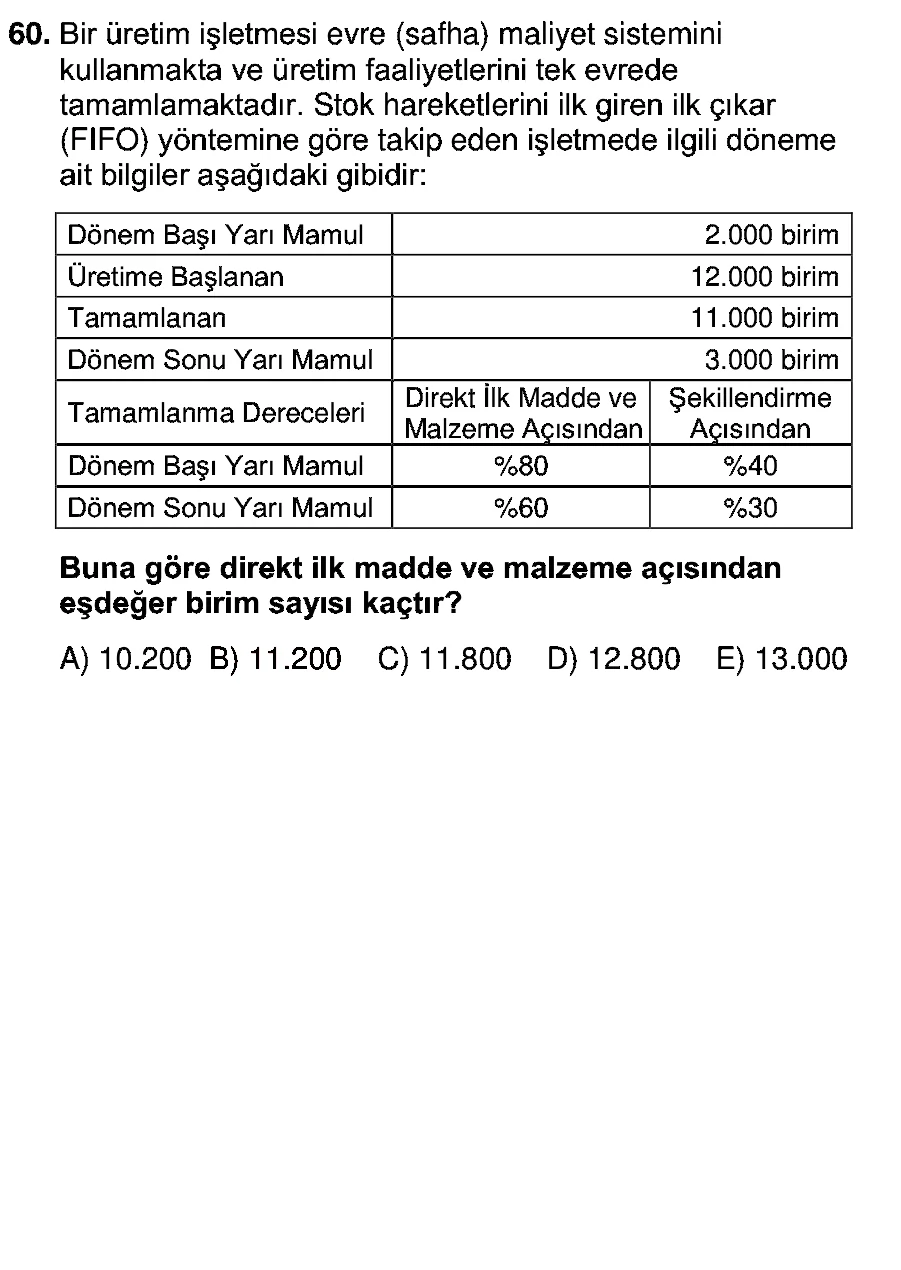 60. Bir üretim işletmesi evre (safha) maliyet sistemini
kullanmakta ve üretim faaliyetlerini tek evrede
tamamlamaktadır. Stok hareketlerini ilk giren ilk çıkar
(FIFO) yöntemine göre takip eden işletmede ilgili döneme
ait bilgiler aşağıdaki gibidir:
Dönem Başı Yarı Mamul 2.000 birim
Üretime Başlanan 12.000 birim
Tamamlanan 11.000 birim
Dönem Sonu Yarı Mamul 3.000 birim
Tamamlanma Dereceleri
Direkt İlk Madde ve
Malzeme Açısından
Şekillendirme
Açısından
Dönem Başı Yarı Mamul %80 %40
Dönem Sonu Yarı Mamul %60 %30
Buna göre direkt ilk madde ve malzeme açısından
eşdeğer birim sayısı kaçtır?
A) 10.200 B) 11.200 C) 11.800 D) 12.800 E) 13.000